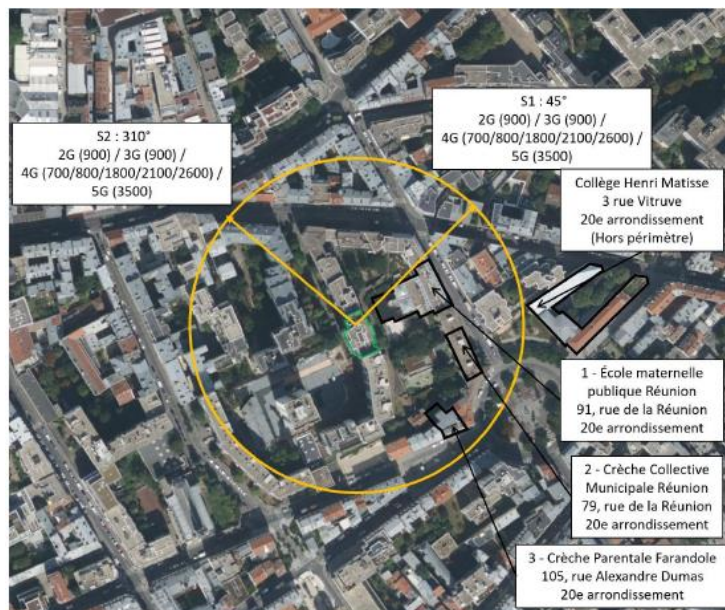 S2 : 310°
2G (900) / 3G (900) /
4G (700/800/1800/2100/2600) /
5G (3500)
S1 : 45°
2G (900) / 3G (900) /
4G (700/800/1800/2100/2600) /
5G (3500)
Collège Henri Matisse
3 rue Vitruve
20e arrondissement
(Hors périmètre)
1 - École maternelle
publique Réunion
91, rue de la Réunion
20e arrondissement
2 - Crèche Collective
Municipale Réunion
79, rue de la Réunion
20e arrondissement
3 - Crèche Parentale Farandole
105, rue Alexandre Dumas
20e arrondissement